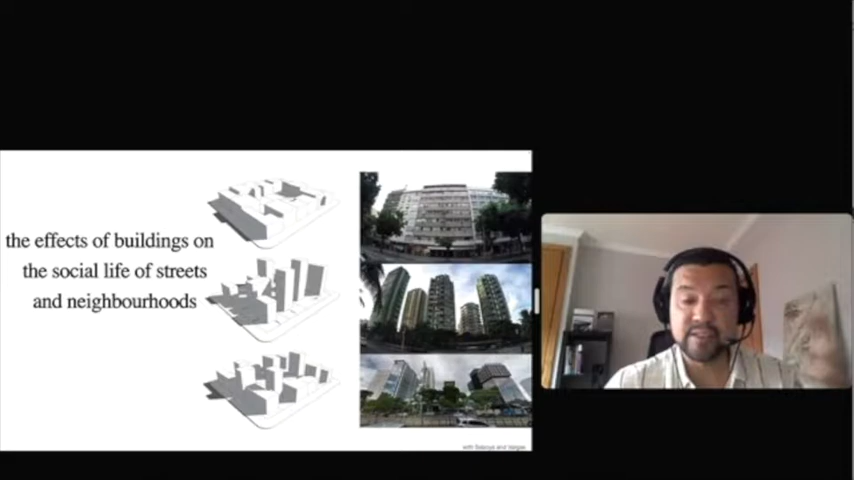 the effects of buildings on
the social life of streets
and neighbourhoods